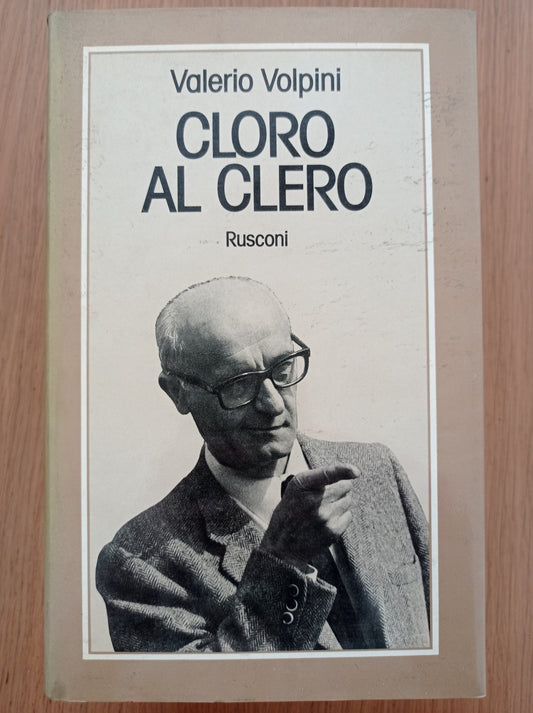 Valerio Volpini
CLORO
AL CLERO
Rusconi